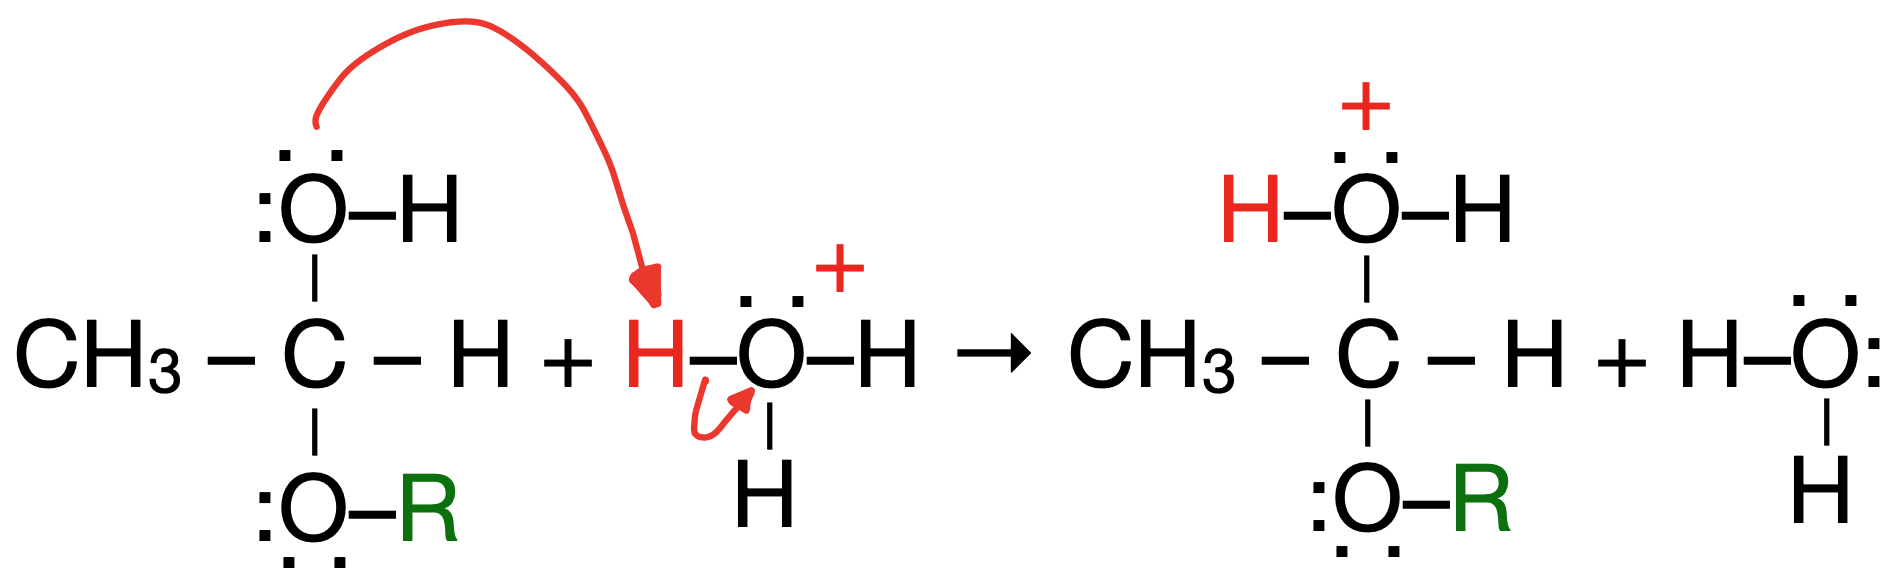 +
O–H H–O–H
+
CH3 – C – H + H–O–H → CH3 – C – H + H–O:
H H
:O–R :O–R